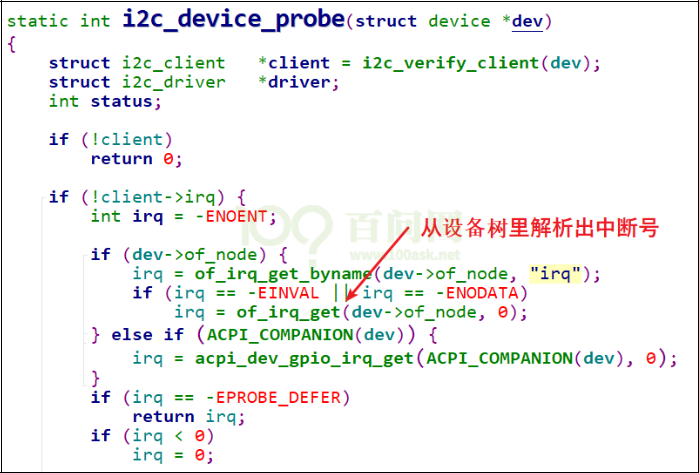 static int i2c_device_probe(struct device *dev)
{
struct i2c_client *client = i2c_verify_client(dev);
struct i2c_driver *driver;
int status;
if (!client)
return 0;
if (!client->irq) {
int irq = -ENOENT;
百问网
www.100ask.net
从设备树里解析出中断号
if (dev->of_node) {
irq = of_irq_get_byname(dev->of_node, "irq");
if (irq == -EINVAL || irq == -ENODATA)
irq = of_irq_get(dev->of_node, 0);
} else if (ACPI_COMPANION(dev)) {
irq = acpi_dev_gpio_irq_get(ACPI_COMPANION(dev), 0);
}
if (irq == -EPROBE_DEFER)
return irq;
if (irq < 0)
irq = 0;